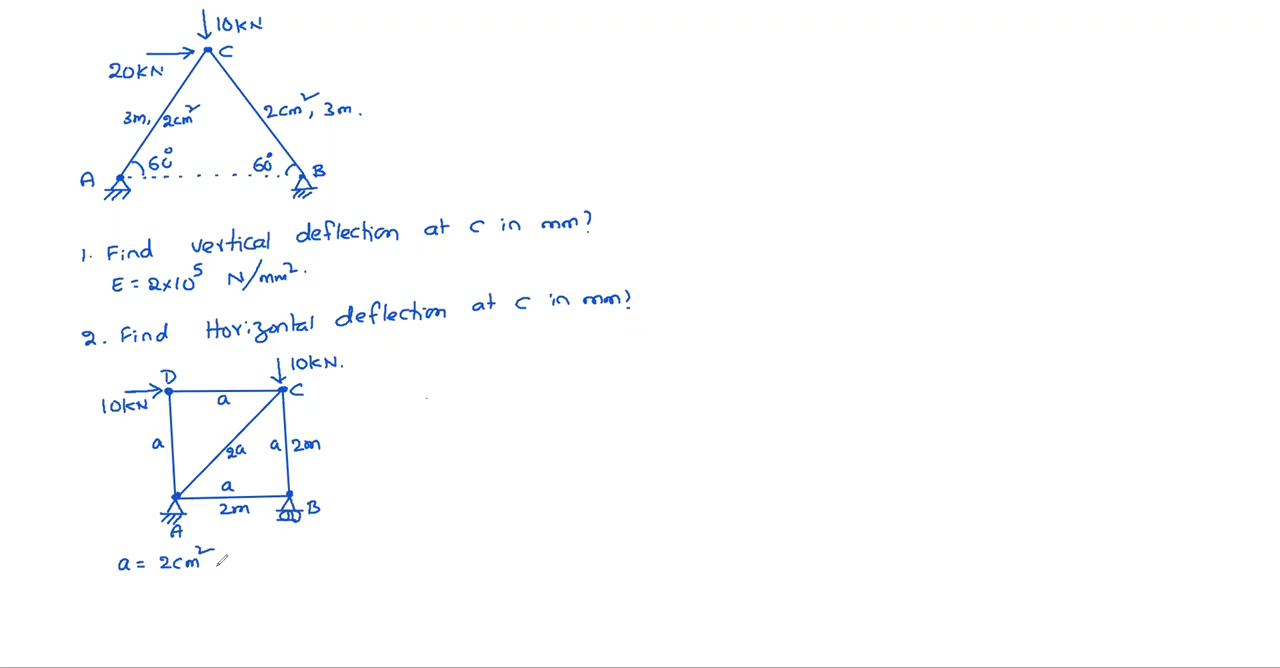 10KN
C
20KN
3m, 2cm²
2cm², 3m.
60° 60°
A B
1. Find vertical deflection at C in mm?
E = 2×10⁵ N/mm².
2. Find Horizontal deflection at C in mm?
10KN.
D
C
10KN
a
a 2a a 2m
a
2m B
A
a = 2cm²